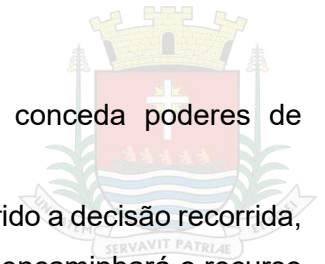 conceda poderes de
rido a decisão recorrida,
SERVAVIT PATRIAE
encaminhará o recurso